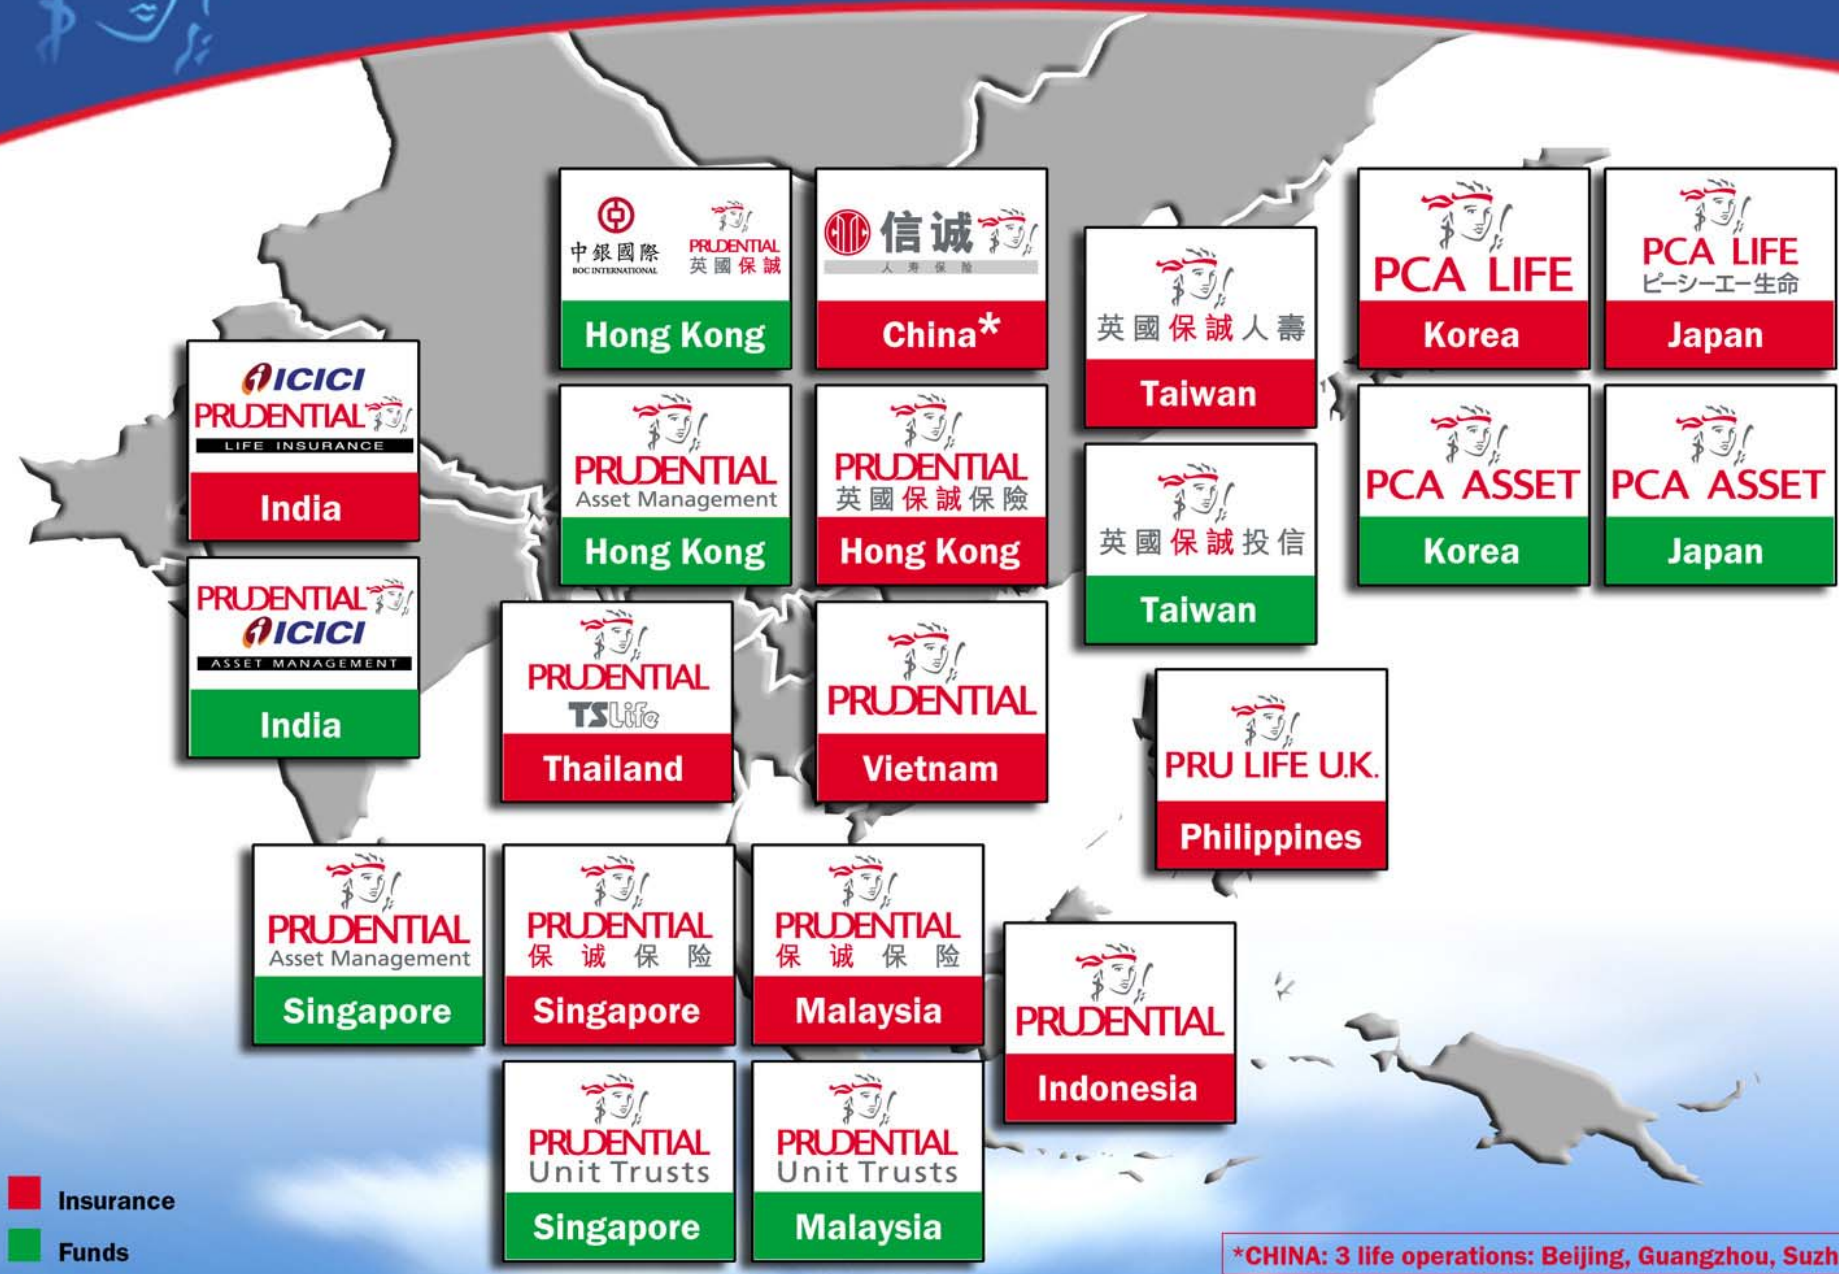 中銀國際
BOC INTERNATIONAL
PRUDENTIAL
英國保誠
Hong Kong
信诚
人寿保险
China*
英國保誠人壽
Taiwan
PCA LIFE
Korea
PCA LIFE
ピーシーエー生命
Japan
ICICI
PRUDENTIAL
LIFE INSURANCE
India
PRUDENTIAL
Asset Management
Hong Kong
PRUDENTIAL
英國保誠保險
Hong Kong
英國保誠投信
Taiwan
PCA ASSET
Korea
PCA ASSET
Japan
PRUDENTIAL
ICICI
ASSET MANAGEMENT
India
PRUDENTIAL
TSLife
Thailand
PRUDENTIAL
Vietnam
PRU LIFE U.K.
Philippines
PRUDENTIAL
Asset Management
Singapore
PRUDENTIAL
保诚保险
Singapore
PRUDENTIAL
保诚保险
Malaysia
PRUDENTIAL
Indonesia
PRUDENTIAL
Unit Trusts
Singapore
PRUDENTIAL
Unit Trusts
Malaysia
Insurance
Funds
*CHINA: 3 life operations: Beijing, Guangzhou, Suzh